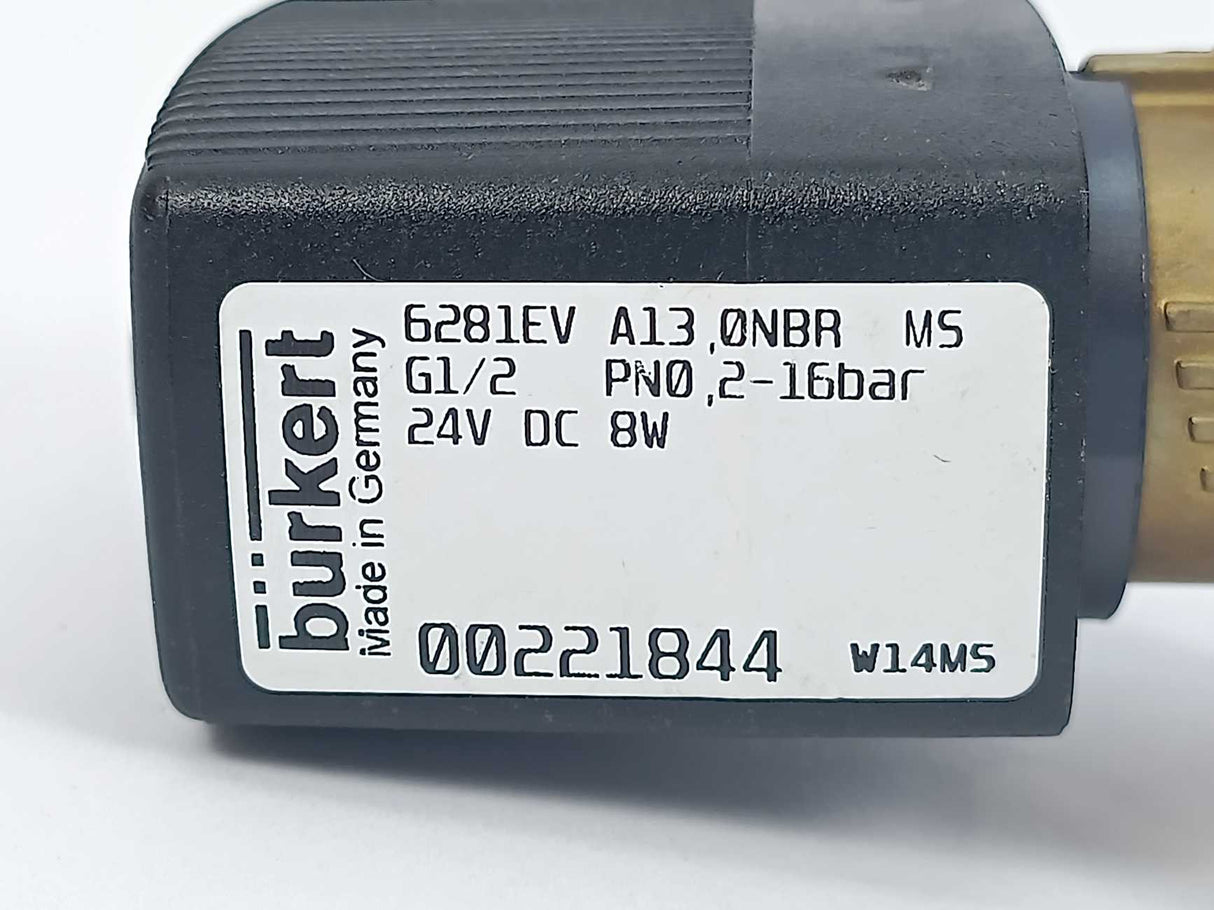 bürkert
Made in Germany
6281EV A13,0NBR MS
G1/2 PN0,2-16bar
24V DC 8W
00221844 W14MS